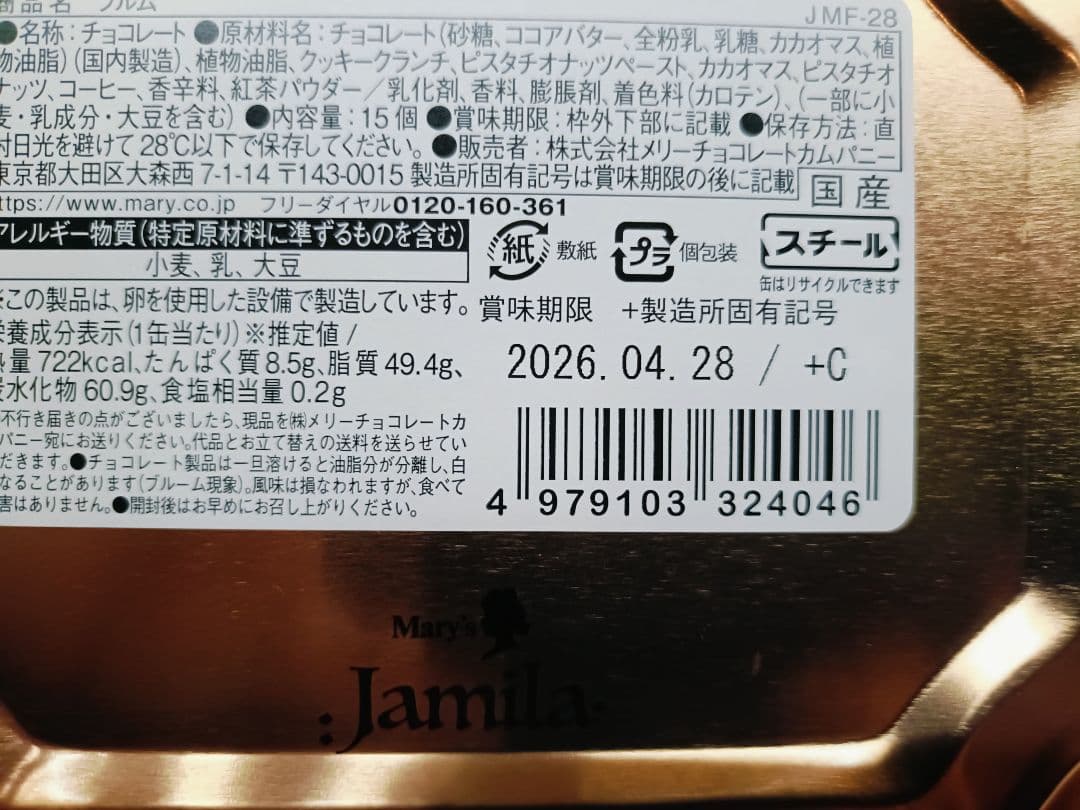 商品名 フルム
JMF-28
●名称：チョコレート ●原材料名：チョコレート(砂糖、ココアバター、全粉乳、乳糖、カカオマス、植
物油脂)(国内製造)、植物油脂、クッキークランチ、ピスタチオナッツペースト、カカオマス、ピスタチオ
ナッツ、コーヒー、香辛料、紅茶パウダー／乳化剤、香料、膨脹剤、着色料(カロテン)、(一部に小
麦・乳成分・大豆を含む) ●内容量：15個 ●賞味期限：枠外下部に記載 ●保存方法：直
射日光を避けて28℃以下で保存してください。●販売者：株式会社メリーチョコレートカムパニー
東京都大田区大森西7-1-14 〒143-0015 製造所固有記号は賞味期限の後に記載
ttps://www.mary.co.jp フリーダイヤル0120-160-361
国産
アレルギー物質(特定原材料に準ずるものを含む)
小麦、乳、大豆
紙 敷紙
プラ 個包装
スチール
缶はリサイクルできます
※この製品は、卵を使用した設備で製造しています。
栄養成分表示(1缶当たり)※推定値／
熱量722kcal、たんぱく質8.5g、脂質49.4g、
炭水化物60.9g、食塩相当量0.2g
賞味期限 +製造所固有記号
2026.04.28 / +C
不行き届きの点がございましたら、現品を㈱メリーチョコレートカ
パニー宛にお送りください。代品とお立て替えの送料を送らせてい
だきます。●チョコレート製品は一旦溶けると油脂分が分離し、白
なることがあります(ブルーム現象)。風味は損なわれますが、食べて
害はありません。●開封後はお早めにお召し上がりください。
4 979103 324046
Mary's
Jamila